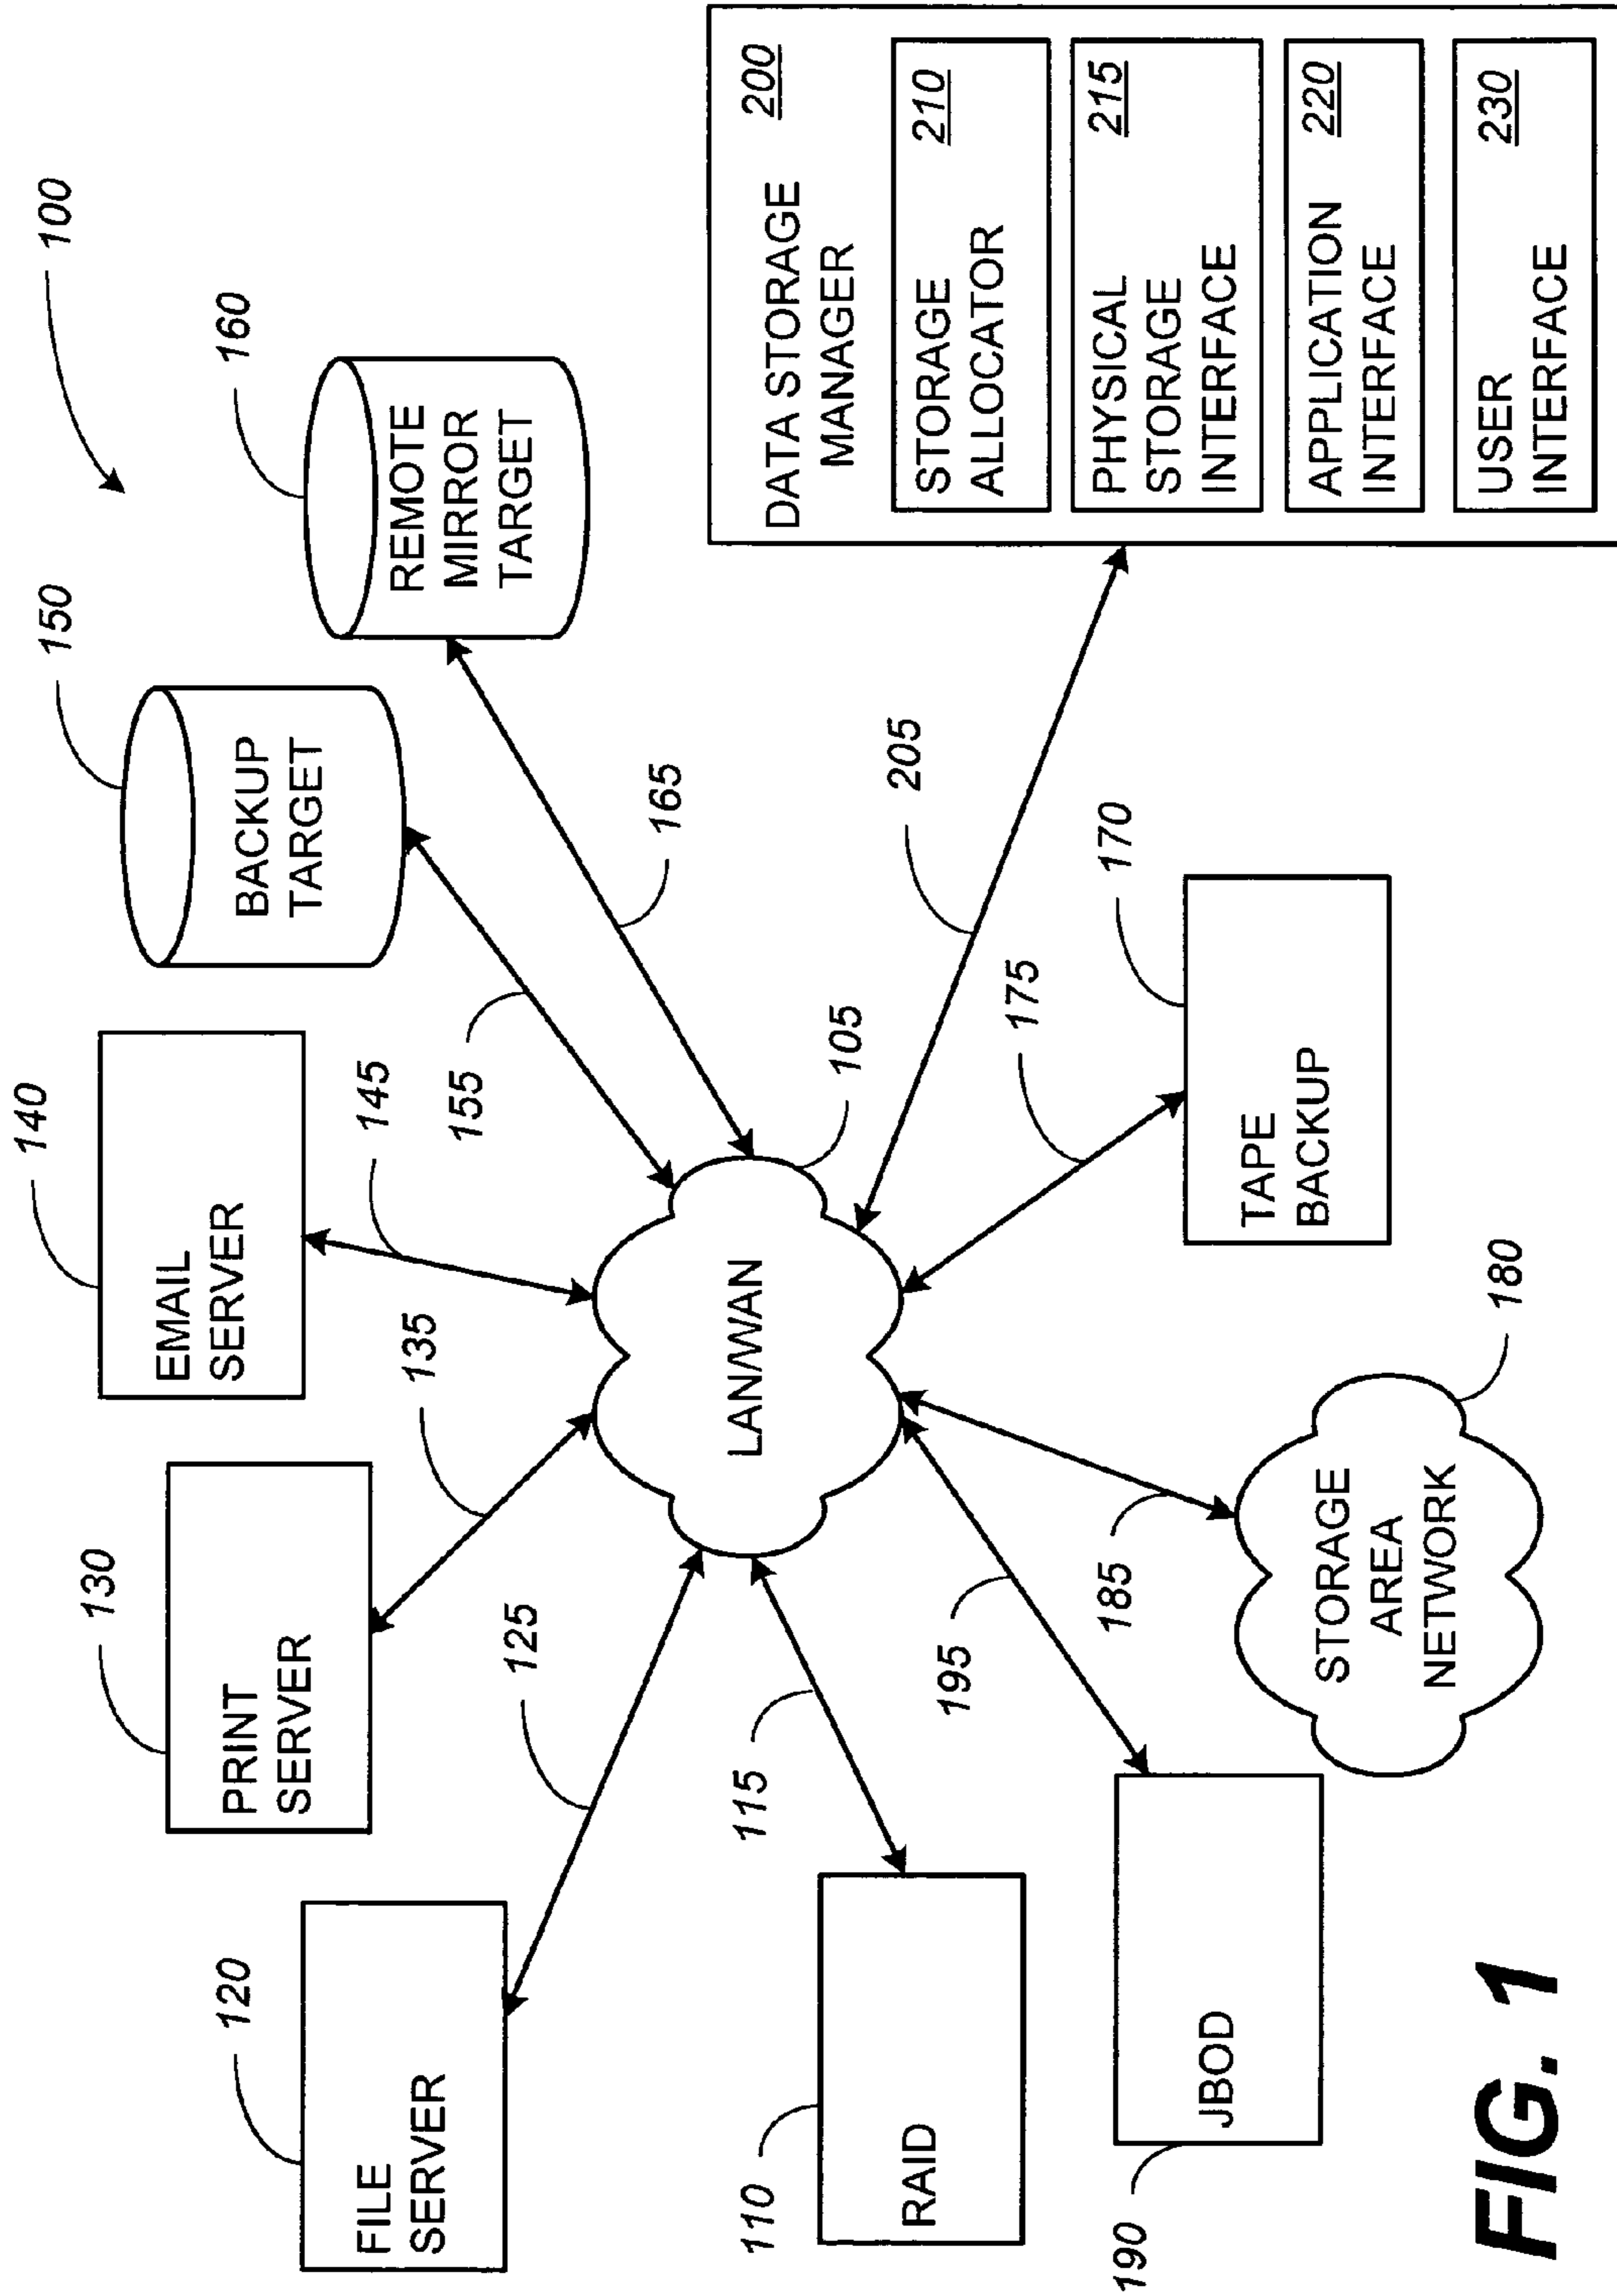 100
140
EMAIL
SERVER
150
BACKUP
TARGET
160
REMOTE
MIRROR
TARGET
130
PRINT
SERVER
120
FILE
SERVER
145
135
155
125
165
105
LAN/WAN
110
RAID
115
205
DATA STORAGE 200
MANAGER
STORAGE 210
ALLOCATOR
PHYSICAL 215
STORAGE
INTERFACE
APPLICATION 220
INTERFACE
USER 230
INTERFACE
195
185
175
170
TAPE
BACKUP
190
JBOD
180
STORAGE
AREA
NETWORK
FIG. 1